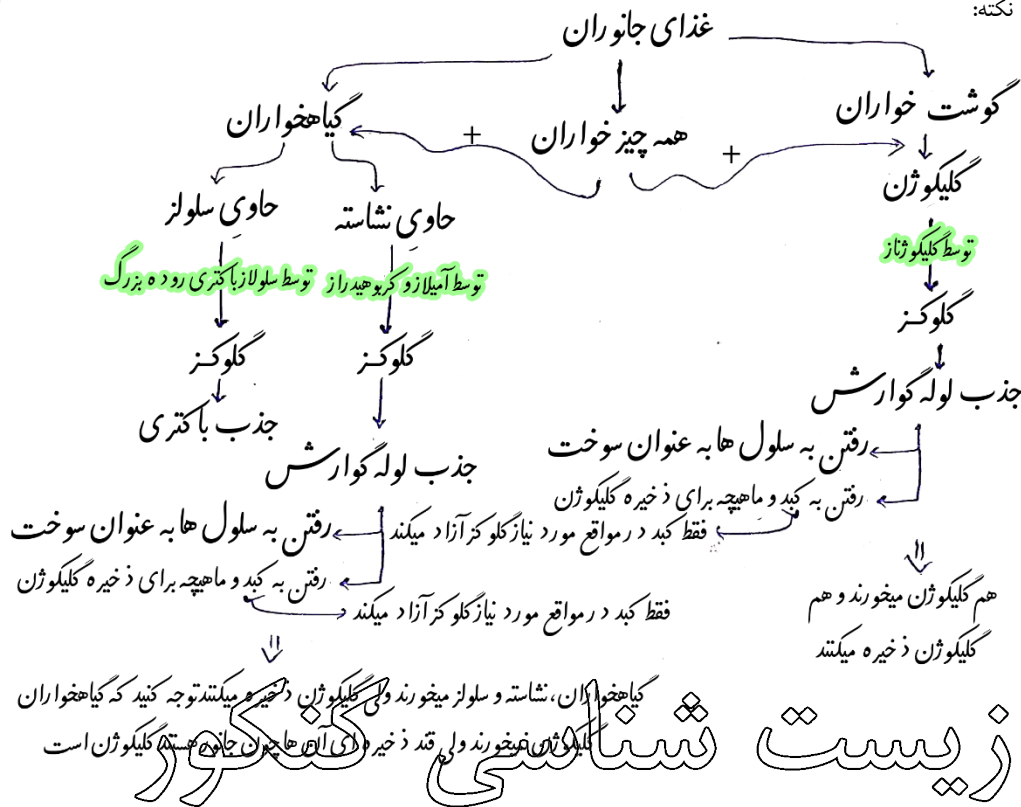 نکته:
غذای جانوران
گوشت خواران
همه چیز خواران
گیاهخواران
+
+
گلیکوژن
توسط گلیکوژناز
گلوکز
جذب لوله گوارش
رفتن به سلول ها به عنوان سوخت
رفتن به کبد و ماهیچه برای ذخیره گلیکوژن
فقط کبد در مواقع مورد نیاز گلوکز آزاد میکند
هم گلیکوژن میخورند و هم
گلیکوژن ذخیره میکنند
حاوی نشاسته
توسط آمیلاز و کربوهیدراز
گلوکز
جذب لوله گوارش
رفتن به سلول ها به عنوان سوخت
رفتن به کبد و ماهیچه برای ذخیره گلیکوژن
فقط کبد در مواقع مورد نیاز گلوکز آزاد میکند
حاوی سلولز
توسط سلولاز باکتری روده بزرگ
گلوکز
جذب باکتری
گیاهخواران، نشاسته و سلولز میخورند ولی گلیکوژن ذخیره میکنند توجه کنید که گیاهخواران
گلیکوژن نمیخورند ولی قند ذخیره ای آن ها چون جانور هستند گلیکوژن است
زیست شناسی کنکور